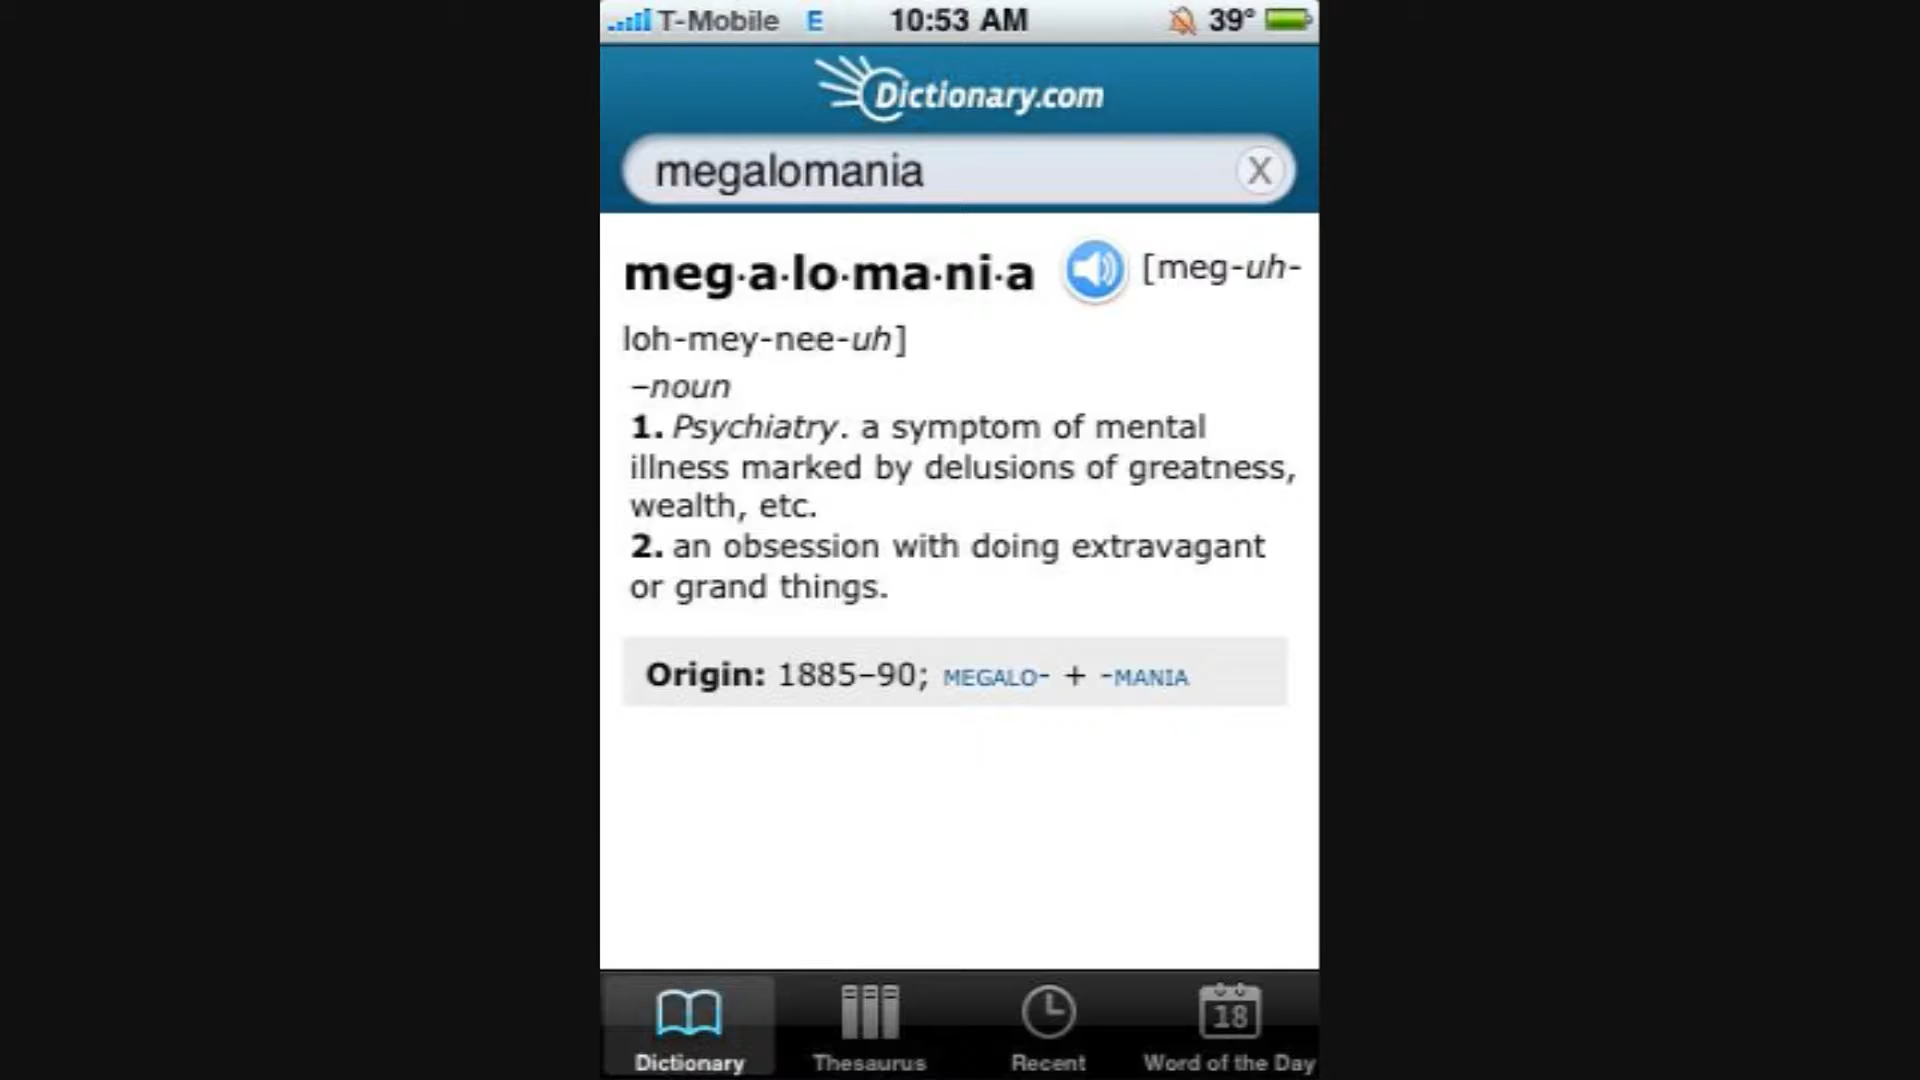 T-Mobile E 10:53 AM 39°
Dictionary.com
megalomania X
meg·a·lo·ma·ni·a [meg-uh-
loh-mey-nee-uh]
–noun
1. Psychiatry. a symptom of mental
illness marked by delusions of greatness,
wealth, etc.
2. an obsession with doing extravagant
or grand things.
Origin: 1885–90; MEGALO- + -MANIA
18
Dictionary Thesaurus Recent Word of the Day